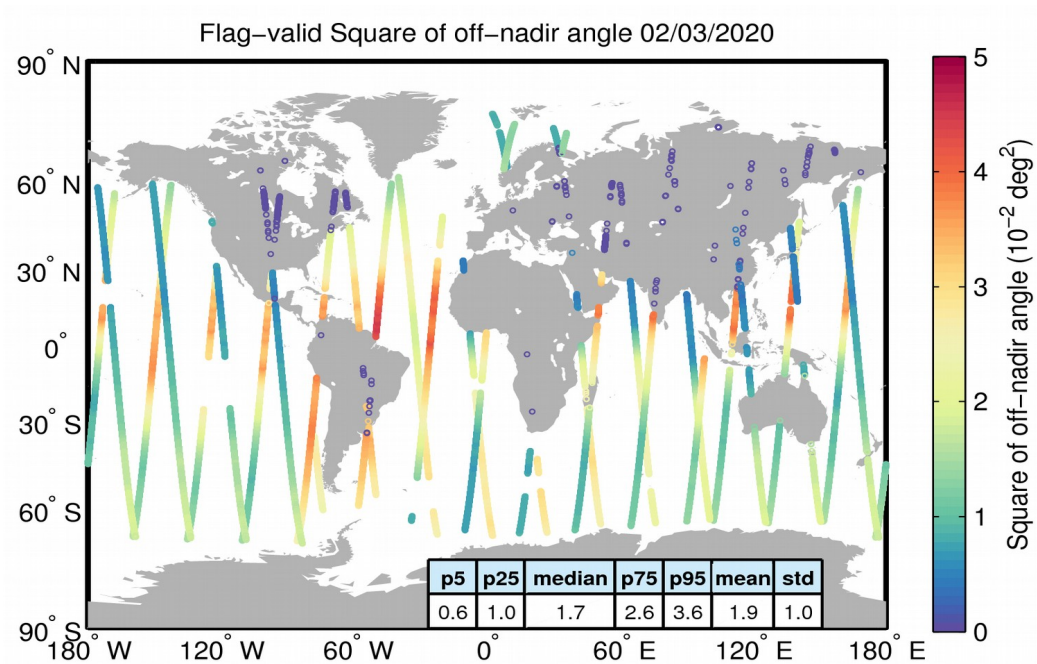 Flag−valid Square of off−nadir angle 02/03/2020
90° N
60° N
30° N
0°
30° S
60° S
90° S
180° W
120° W
60° W
0°
60° E
120° E
180° E
p5 p25 median p75 p95 mean std
0.6 1.0 1.7 2.6 3.6 1.9 1.0
5
4
3
2
1
0
Square of off−nadir angle (10⁻² deg²)